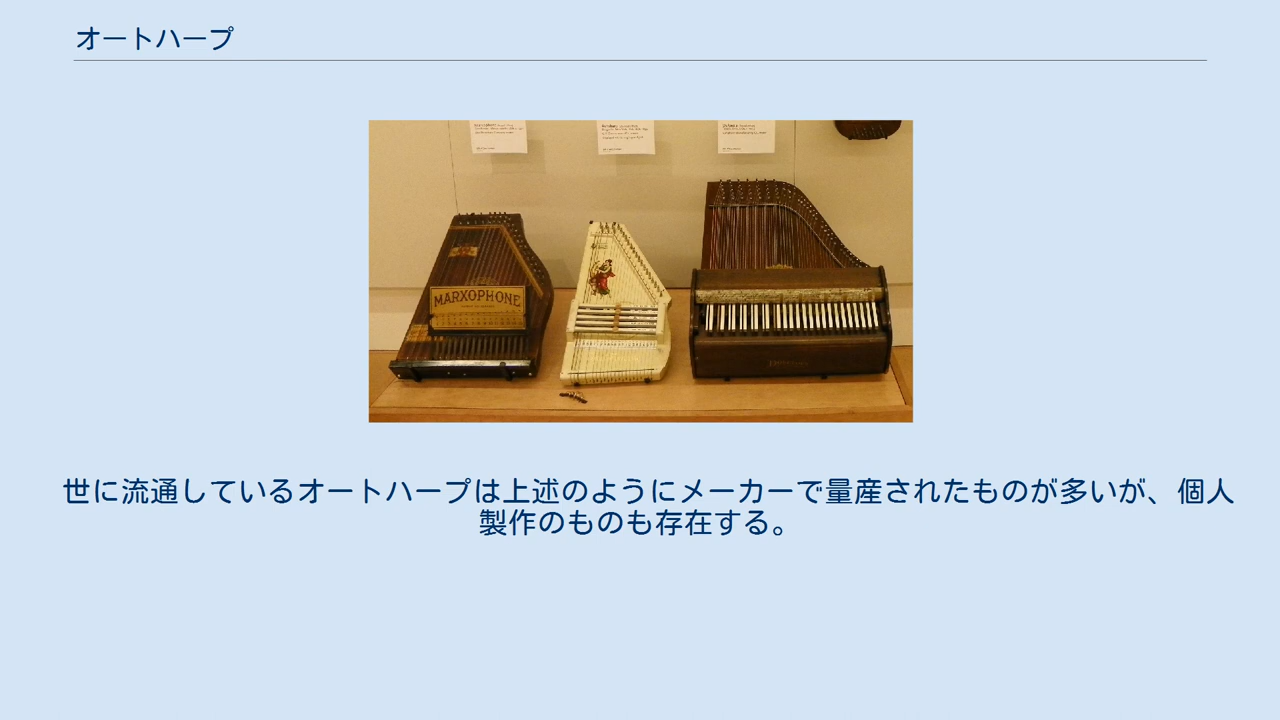 オートハープ
MARXOPHONE
世に流通しているオートハープは上述のようにメーカーで量産されたものが多いが、個人
製作のものも存在する。